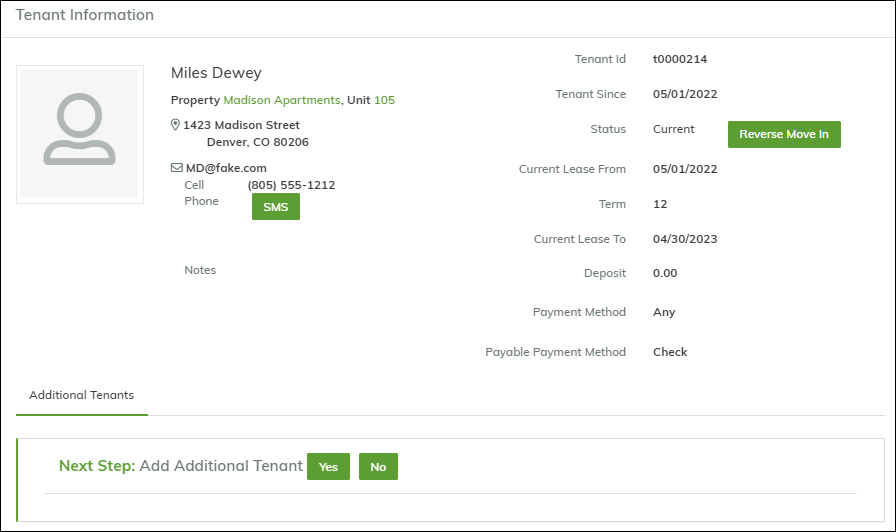 Tenant Information
Miles Dewey
Property Madison Apartments, Unit 105
1423 Madison Street
Denver, CO 80206
MD@fake.com
Cell (805) 555-1212
Phone SMS
Notes
Tenant Id t0000214
Tenant Since 05/01/2022
Status Current Reverse Move In
Current Lease From 05/01/2022
Term 12
Current Lease To 04/30/2023
Deposit 0.00
Payment Method Any
Payable Payment Method Check
Additional Tenants
Next Step: Add Additional Tenant Yes No